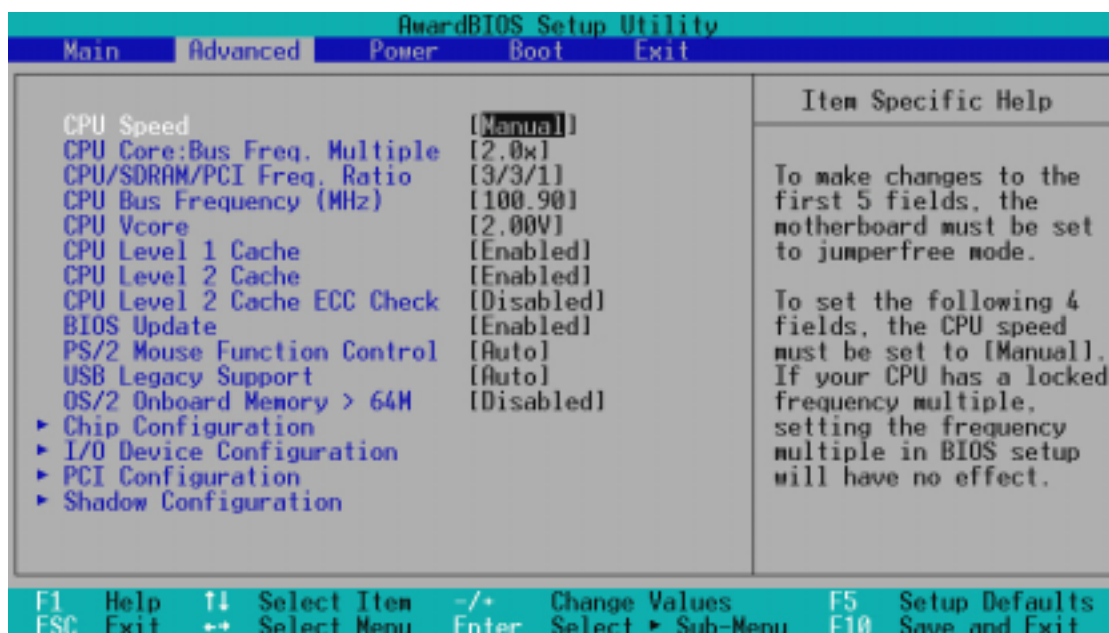 AwardBIOS Setup Utility
Main Advanced Power Boot Exit
CPU Speed [Manual]
CPU Core:Bus Freq. Multiple [2.0x]
CPU/SDRAM/PCI Freq. Ratio [3/3/1]
CPU Bus Frequency (MHz) [100.90]
CPU Vcore [2.00V]
CPU Level 1 Cache [Enabled]
CPU Level 2 Cache [Enabled]
CPU Level 2 Cache ECC Check [Disabled]
BIOS Update [Enabled]
PS/2 Mouse Function Control [Auto]
USB Legacy Support [Auto]
OS/2 Onboard Memory > 64M [Disabled]
► Chip Configuration
► I/O Device Configuration
► PCI Configuration
► Shadow Configuration
Item Specific Help
To make changes to the
first 5 fields, the
motherboard must be set
to jumperfree mode.
To set the following 4
fields, the CPU speed
must be set to [Manual].
If your CPU has a locked
frequency multiple,
setting the frequency
multiple in BIOS setup
will have no effect.
F1 Help ↑↓ Select Item -/+ Change Values F5 Setup Defaults
ESC Exit ←→ Select Menu Enter Select ► Sub-Menu F10 Save and Exit